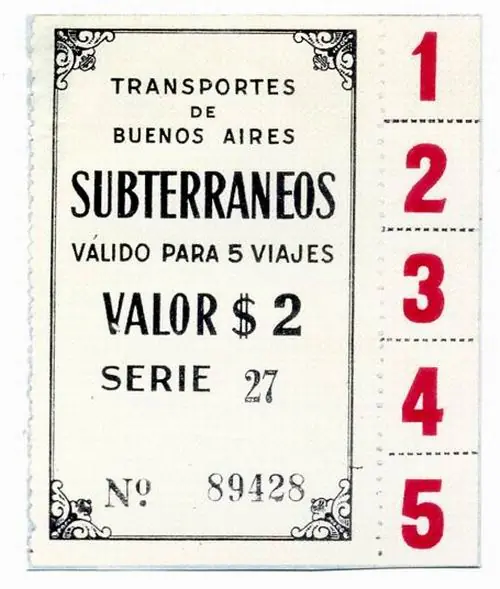 TRANSPORTES
DE
BUENOS AIRES
SUBTERRANEOS
VÁLIDO PARA 5 VIAJES
VALOR $ 2
SERIE 27
Nº 89428
1
2
3
4
5